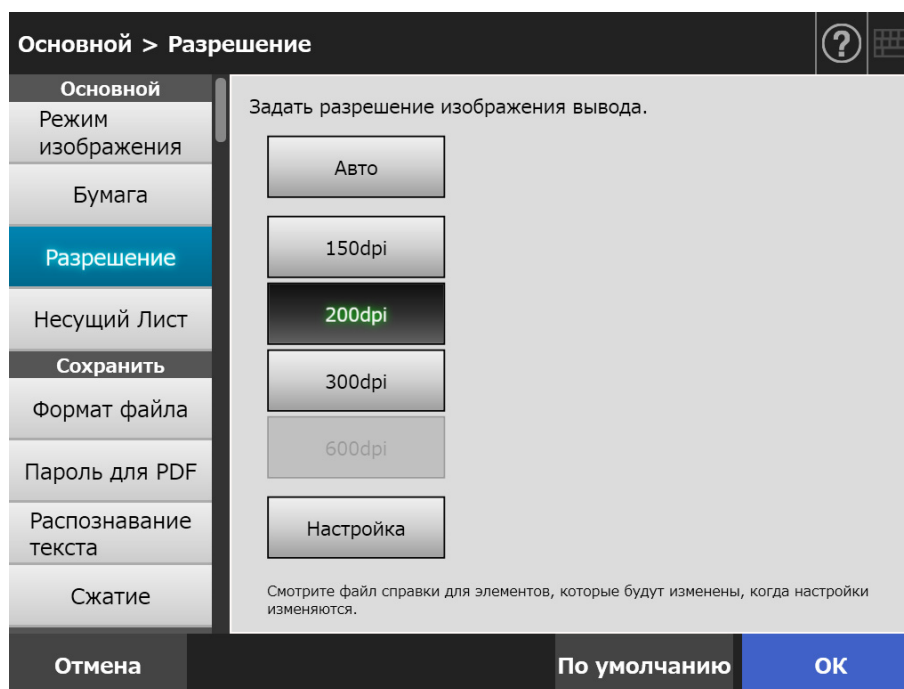 Основной > Разрешение
Основной
Режим
изображения
Бумага
Разрешение
Несущий Лист
Сохранить
Формат файла
Пароль для PDF
Распознавание
текста
Сжатие
Задать разрешение изображения вывода.
Авто
150dpi
200dpi
300dpi
600dpi
Настройка
Смотрите файл справки для элементов, которые будут изменены, когда настройки
изменяются.
Отмена
По умолчанию
ОК